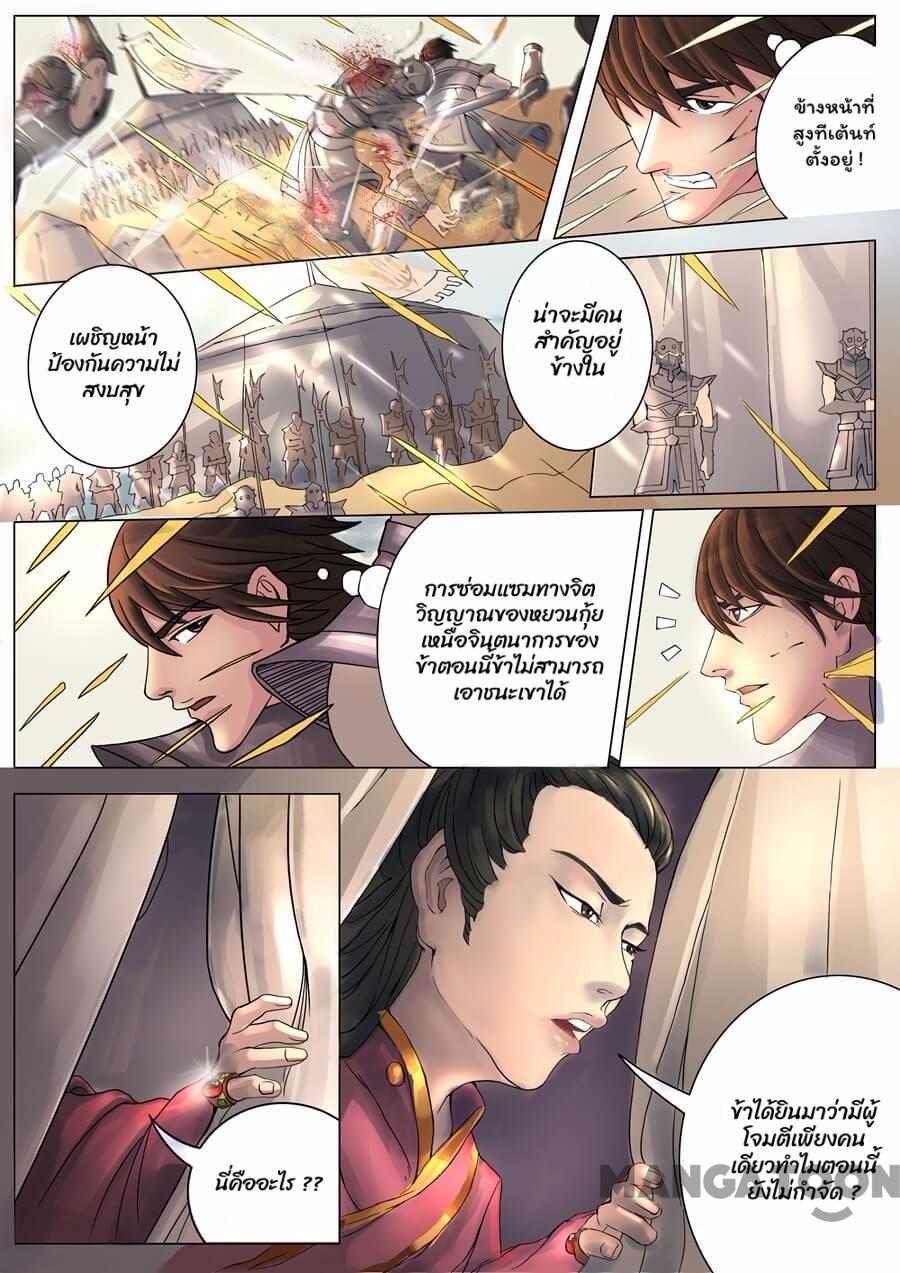 ข้างหน้าที่
สูงทีเต้นท์
ตั้งอยู่ !
น่าจะมีคน
สำคัญอยู่
ข้างใน
เผชิญหน้า
ป้องกันความไม่
สงบสุข
การซ่อมแซมทางจิต
วิญญาณของหยวนกุ้ย
เหนือจินตนาการของ
ข้าตอนนี้ข้าไม่สามารถ
เอาชนะเขาได้
นี่คืออะไร ??
ข้าได้ยินมาว่ามีผู้
โจมตีเพียงคน
เดียวทำไมตอนนี้
ยังไม่กำจัด ?
MANGATOON